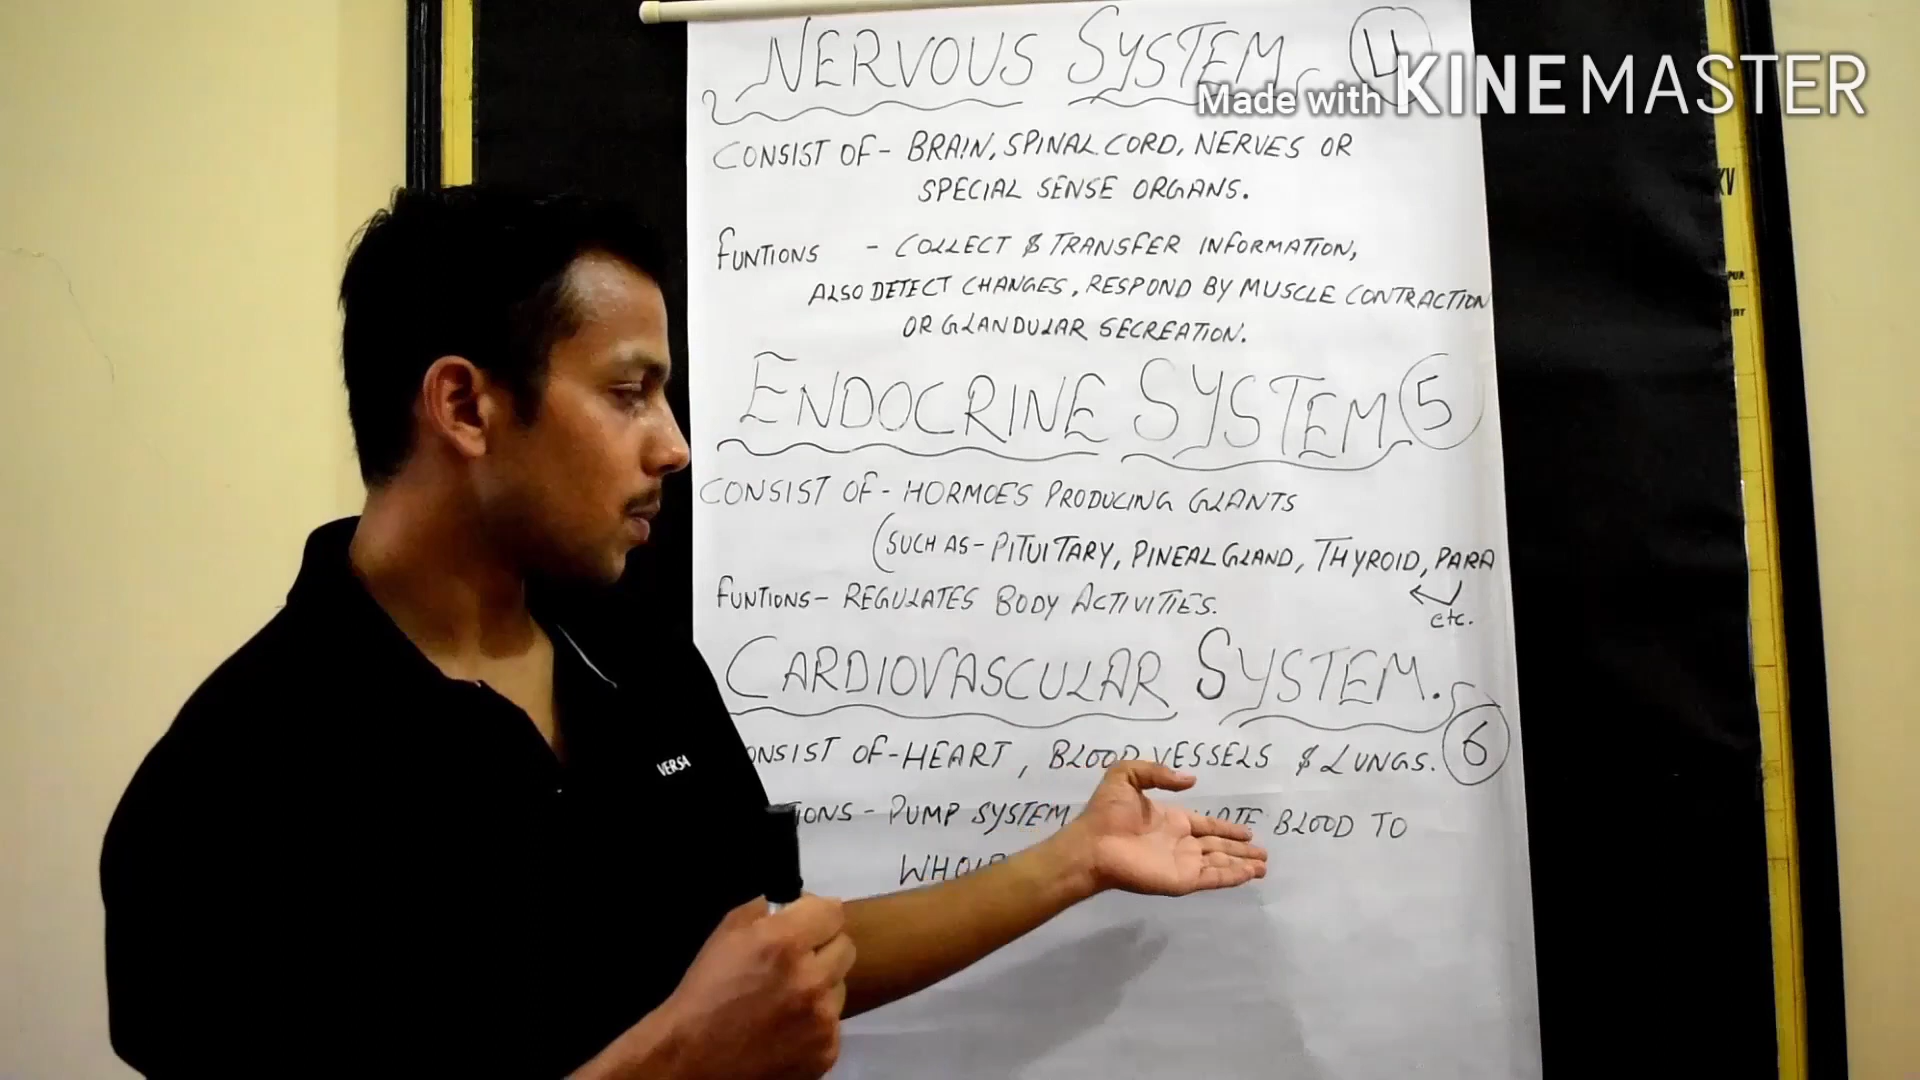 NERVOUS SYSTEM 4
Made with KINEMASTER
CONSIST OF - BRAIN, SPINAL CORD, NERVES OR
SPECIAL SENSE ORGANS.
FUNTIONS - COLLECT & TRANSFER INFORMATION,
ALSO DETECT CHANGES, RESPOND BY MUSCLE CONTRACTION
OR GLANDULAR SECREATION.
ENDOCRINE SYSTEM 5
CONSIST OF - HORMOES PRODUCING GLANTS
(SUCH AS - PITUITARY, PINEAL GLAND, THYROID, PARA
etc.
FUNTIONS - REGULATES BODY ACTIVITIES.
CARDIOVASCULAR SYSTEM. 6
ONSIST OF - HEART, BLOOD VESSELS & LUNGS.
IONS - PUMP SYSTEM BLOOD TO
VERSA